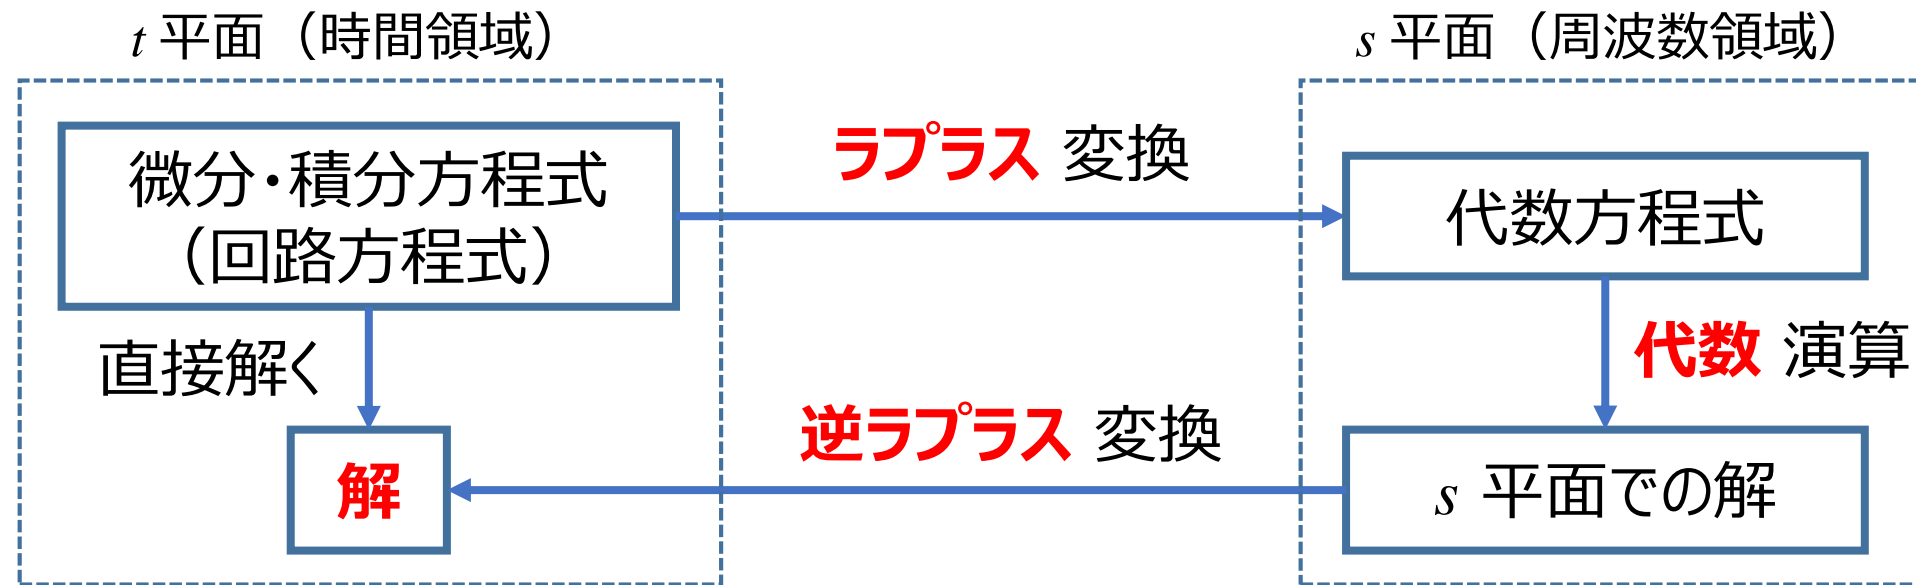 t 平面（時間領域）
s 平面（周波数領域）
微分・積分方程式
（回路方程式）
ラプラス 変換
代数方程式
直接解く
代数 演算
逆ラプラス 変換
解
s 平面での解